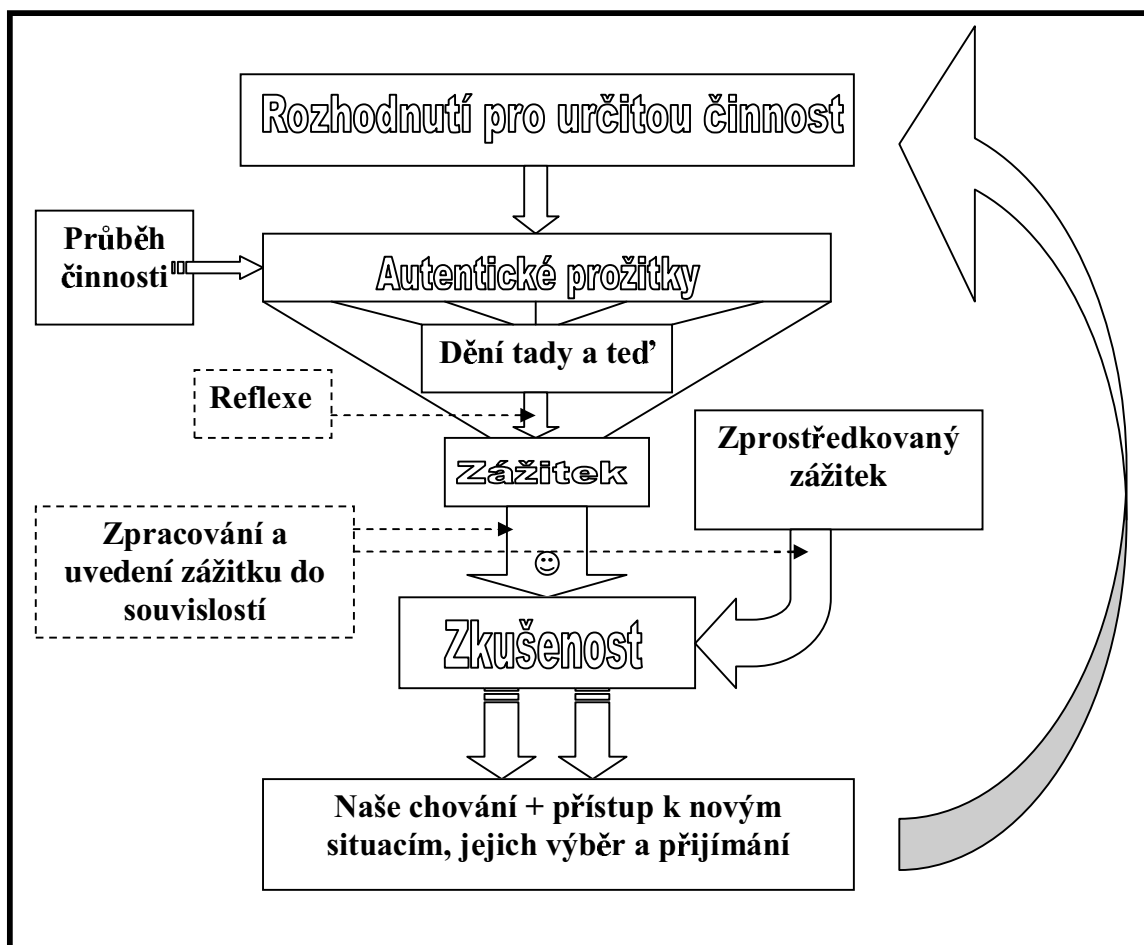 Rozhodnutí pro určitou činnost
Průběh
činnosti
Autentické prožitky
Dění tady a teď
Reflexe
Zážitek
Zprostředkovaný
zážitek
Zpracování a
uvedení zážitku do
souvislostí
Zkušenost
Naše chování + přístup k novým
situacím, jejich výběr a přijímání